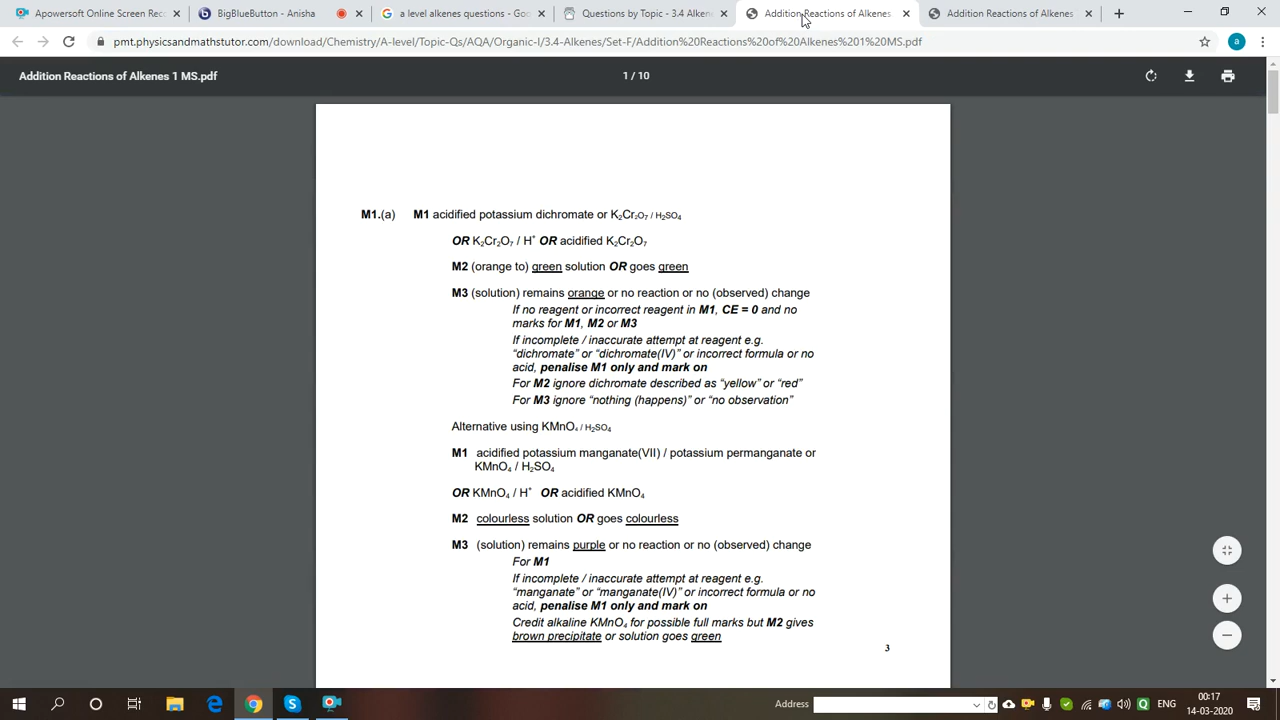 Apowersoft Online Screen Reco
BigBlueButton - Anisha
a level alkenes questions - Goo
Questions by Topic - 3.4 Alkene
Addition Reactions of Alkenes
Addition Reactions of Alkenes
pmt.physicsandmathstutor.com/download/Chemistry/A-level/Topic-Qs/AQA/Organic-I/3.4-Alkenes/Set-F/Addition%20Reactions%20of%20Alkenes%201%20MS.pdf
a
Addition Reactions of Alkenes 1 MS.pdf
1 / 10
M1.(a) M1 acidified potassium dichromate or K₂Cr₂O₇ / H₂SO₄
OR K₂Cr₂O₇ / H⁺ OR acidified K₂Cr₂O₇
M2 (orange to) green solution OR goes green
M3 (solution) remains orange or no reaction or no (observed) change
If no reagent or incorrect reagent in M1, CE = 0 and no
marks for M1, M2 or M3
If incomplete / inaccurate attempt at reagent e.g.
“dichromate” or “dichromate(IV)” or incorrect formula or no
acid, penalise M1 only and mark on
For M2 ignore dichromate described as “yellow” or “red”
For M3 ignore “nothing (happens)” or “no observation”
Alternative using KMnO₄ / H₂SO₄
M1 acidified potassium manganate(VII) / potassium permanganate or
KMnO₄ / H₂SO₄
OR KMnO₄ / H⁺ OR acidified KMnO₄
M2 colourless solution OR goes colourless
M3 (solution) remains purple or no reaction or no (observed) change
For M1
If incomplete / inaccurate attempt at reagent e.g.
“manganate” or “manganate(IV)” or incorrect formula or no
acid, penalise M1 only and mark on
Credit alkaline KMnO₄ for possible full marks but M2 gives
brown precipitate or solution goes green
3
Address
ENG
00:17
14-03-2020